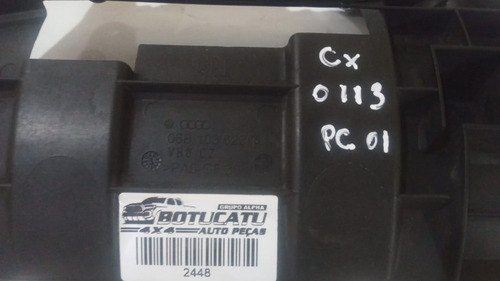 CX
0113
PC 01
GRUPO ALPHA
BOTUCATU
4X4 AUTO PEÇAS
2448